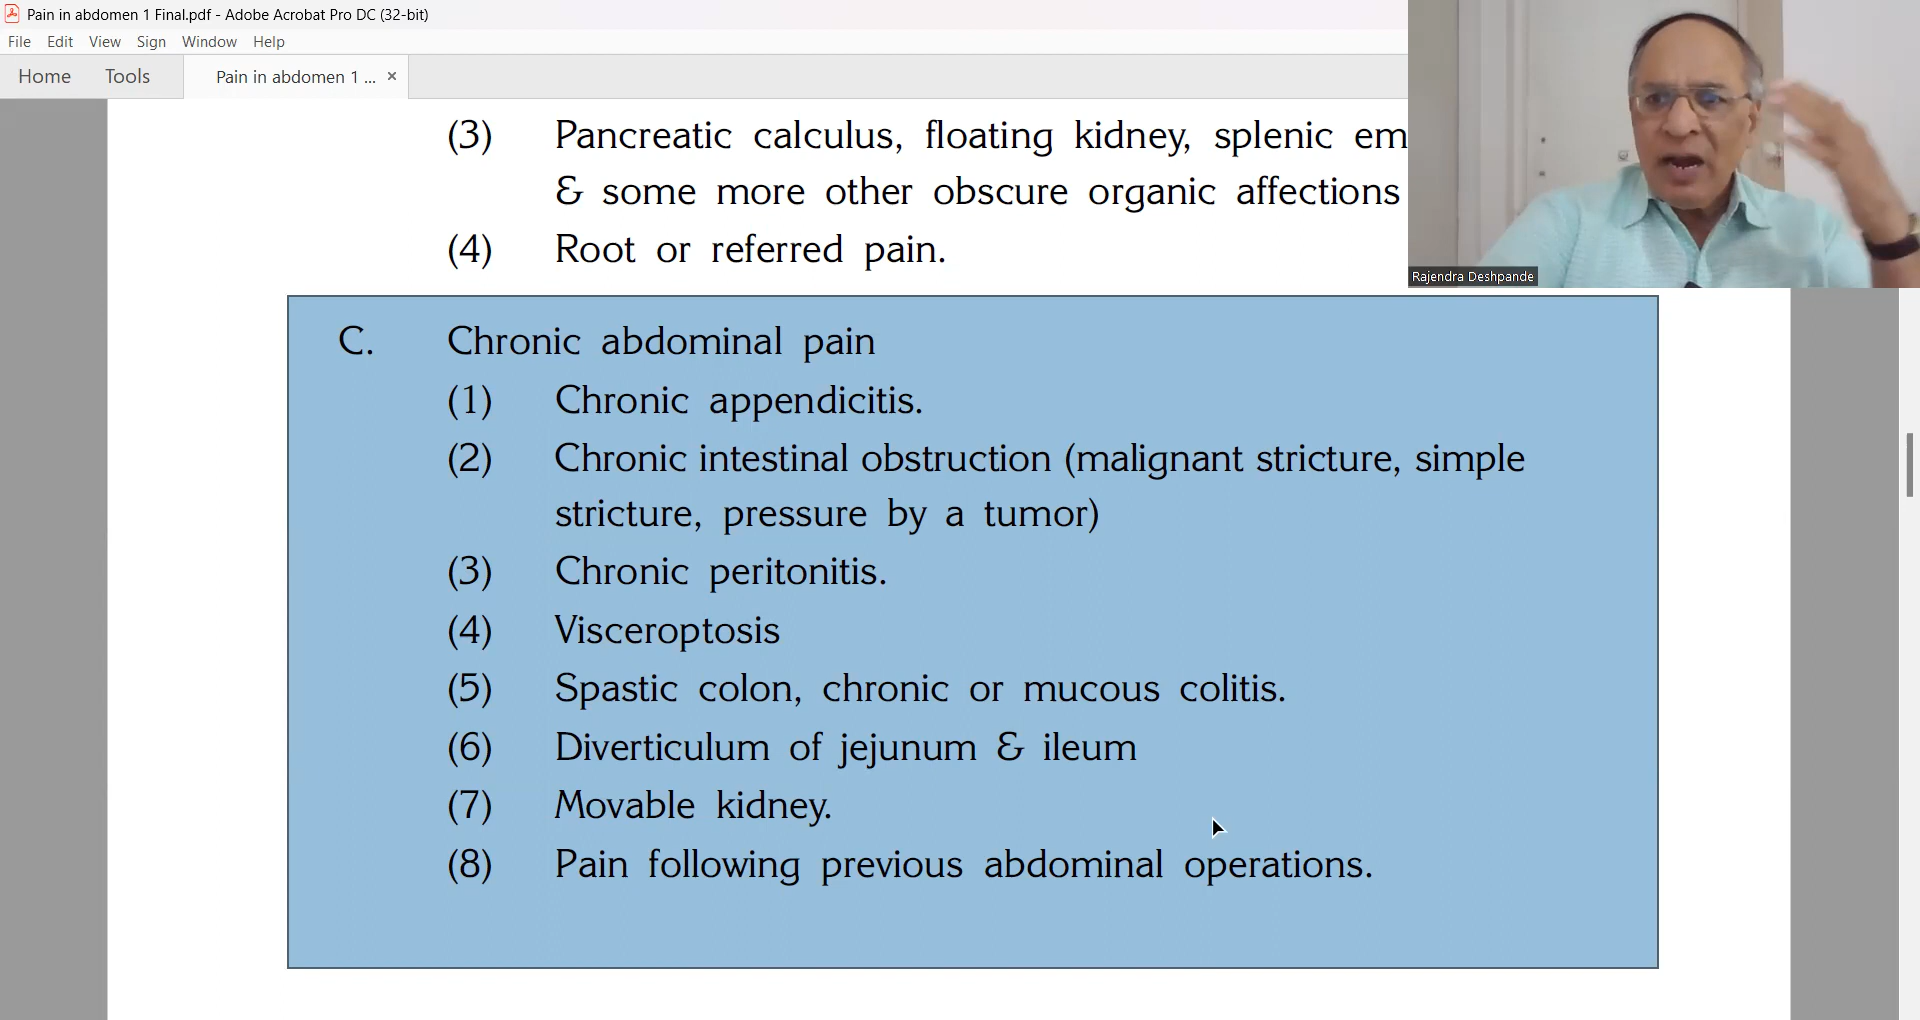 Pain in abdomen 1 Final.pdf - Adobe Acrobat Pro DC (32-bit)
File Edit View Sign Window Help
Home Tools Pain in abdomen 1 ... ×
(3) Pancreatic calculus, floating kidney, splenic em
& some more other obscure organic affections
(4) Root or referred pain.
Rajendra Deshpande
C. Chronic abdominal pain
(1) Chronic appendicitis.
(2) Chronic intestinal obstruction (malignant stricture, simple
stricture, pressure by a tumor)
(3) Chronic peritonitis.
(4) Visceroptosis
(5) Spastic colon, chronic or mucous colitis.
(6) Diverticulum of jejunum & ileum
(7) Movable kidney.
(8) Pain following previous abdominal operations.